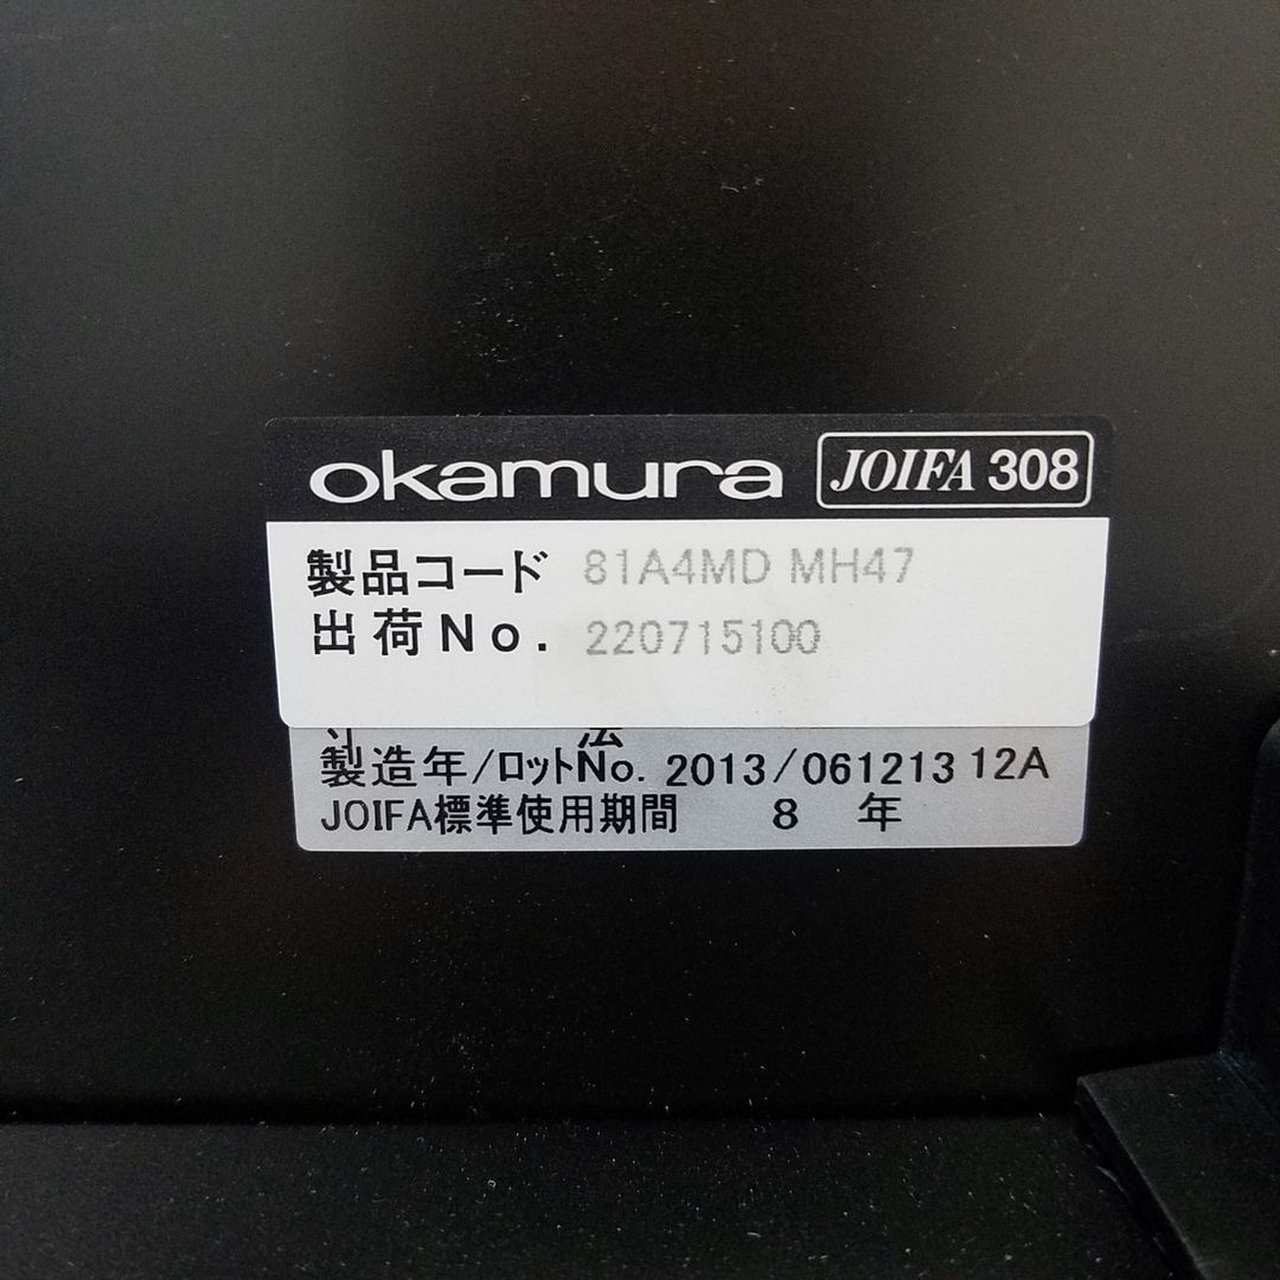 okamura JOIFA 308
製品コード 81A4MD MH47
出荷No. 220715100
寸 法
製造年/ロットNo. 2013/061213 12A
JOIFA標準使用期間 8 年